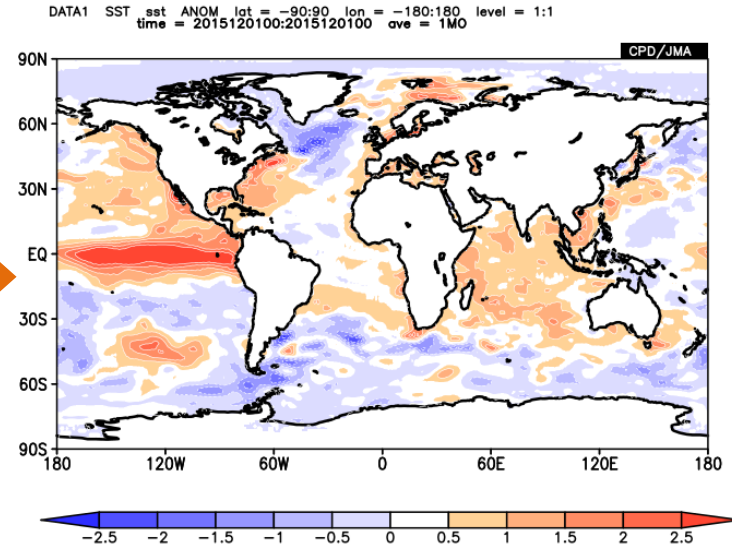 DATA1 SST sst ANOM lat = -90:90 lon = -180:180 level = 1:1
time = 2015120100:2015120100 ave = 1MO
CPD/JMA
90N
60N
30N
EQ
30S
60S
90S
180 120W 60W 0 60E 120E 180
-2.5 -2 -1.5 -1 -0.5 0 0.5 1 1.5 2 2.5